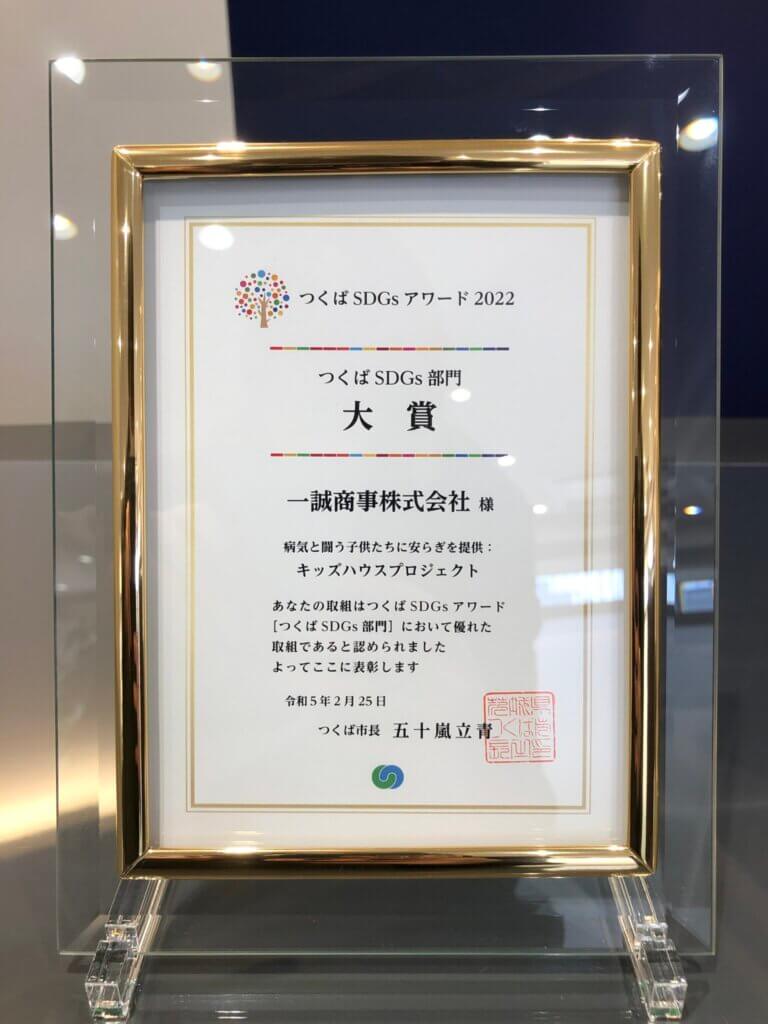 つくば SDGs アワード 2022
つくば SDGs 部門
大 賞
一誠商事株式会社 様
病気と闘う子供たちに安らぎを提供：
キッズハウスプロジェクト
あなたの取組はつくば SDGs アワード
［つくば SDGs 部門］において優れた
取組であると認められました
よってここに表彰します
令和5年2月25日
つくば市長 五十嵐立青